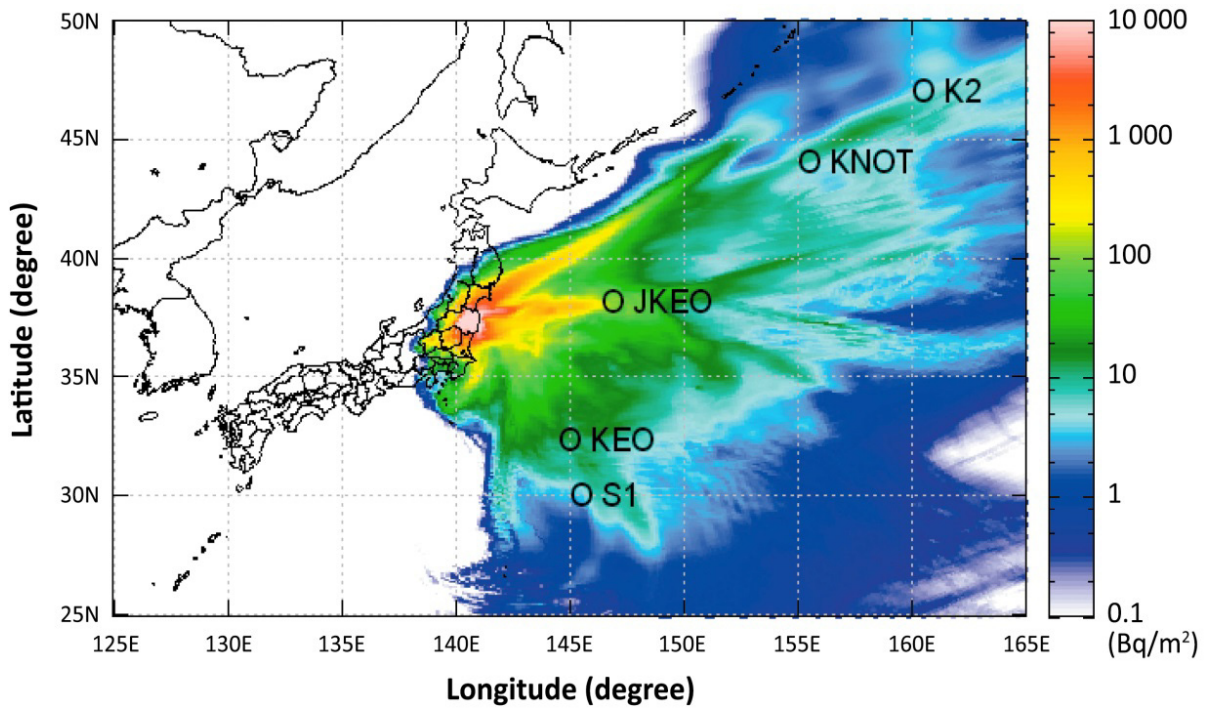 50N
45N
40N
35N
30N
25N
Latitude (degree)
125E 130E 135E 140E 145E 150E 155E 160E 165E
Longitude (degree)
O K2
O KNOT
O JKEO
O KEO
O S1
10 000
1 000
100
10
1
0.1
(Bq/m²)